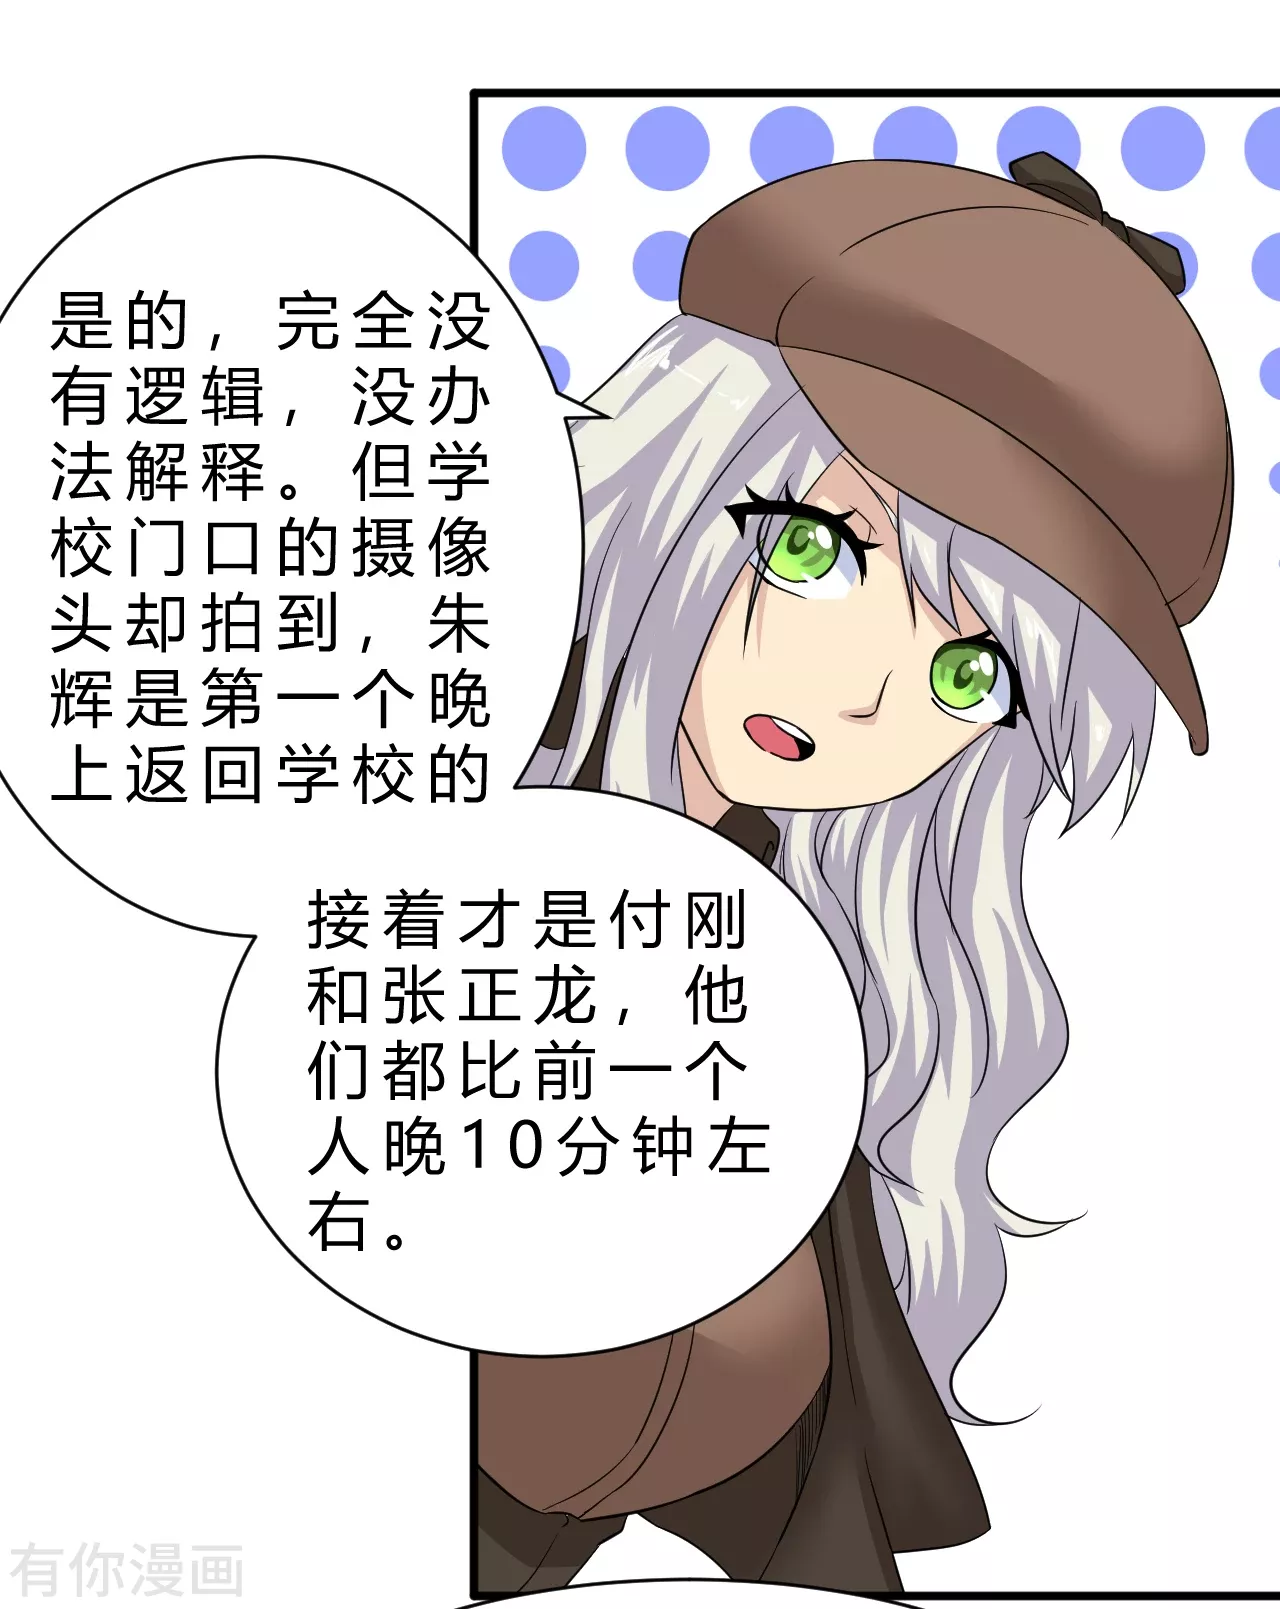 是的，完全没
有逻辑，没办
法解释。但学
校门口的摄像
头却拍到，朱
辉是第一个晚
上返回学校的
接着才是付刚
和张正龙，他
们都比前一个
人晚10分钟左
右。
有你漫画